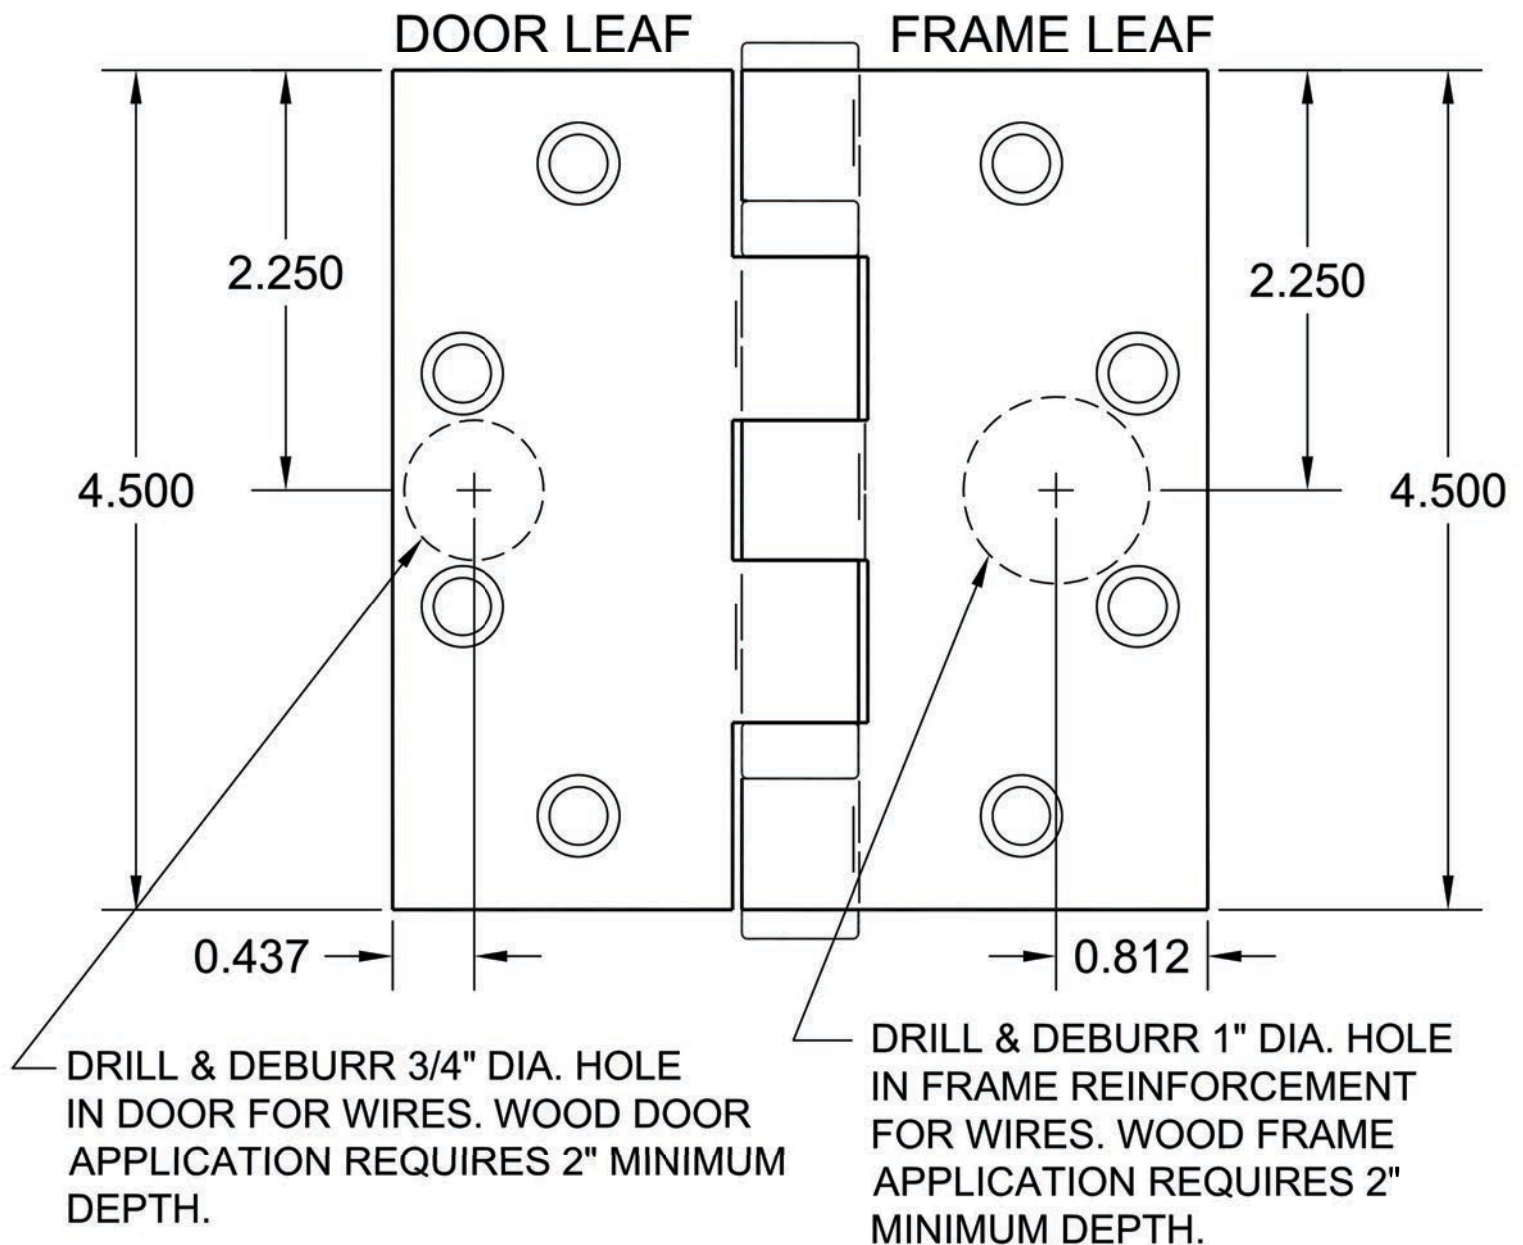 DOOR LEAF
FRAME LEAF
2.250
2.250
4.500
4.500
0.437
0.812
DRILL & DEBURR 3/4" DIA. HOLE
IN DOOR FOR WIRES. WOOD DOOR
APPLICATION REQUIRES 2" MINIMUM
DEPTH.
DRILL & DEBURR 1" DIA. HOLE
IN FRAME REINFORCEMENT
FOR WIRES. WOOD FRAME
APPLICATION REQUIRES 2"
MINIMUM DEPTH.